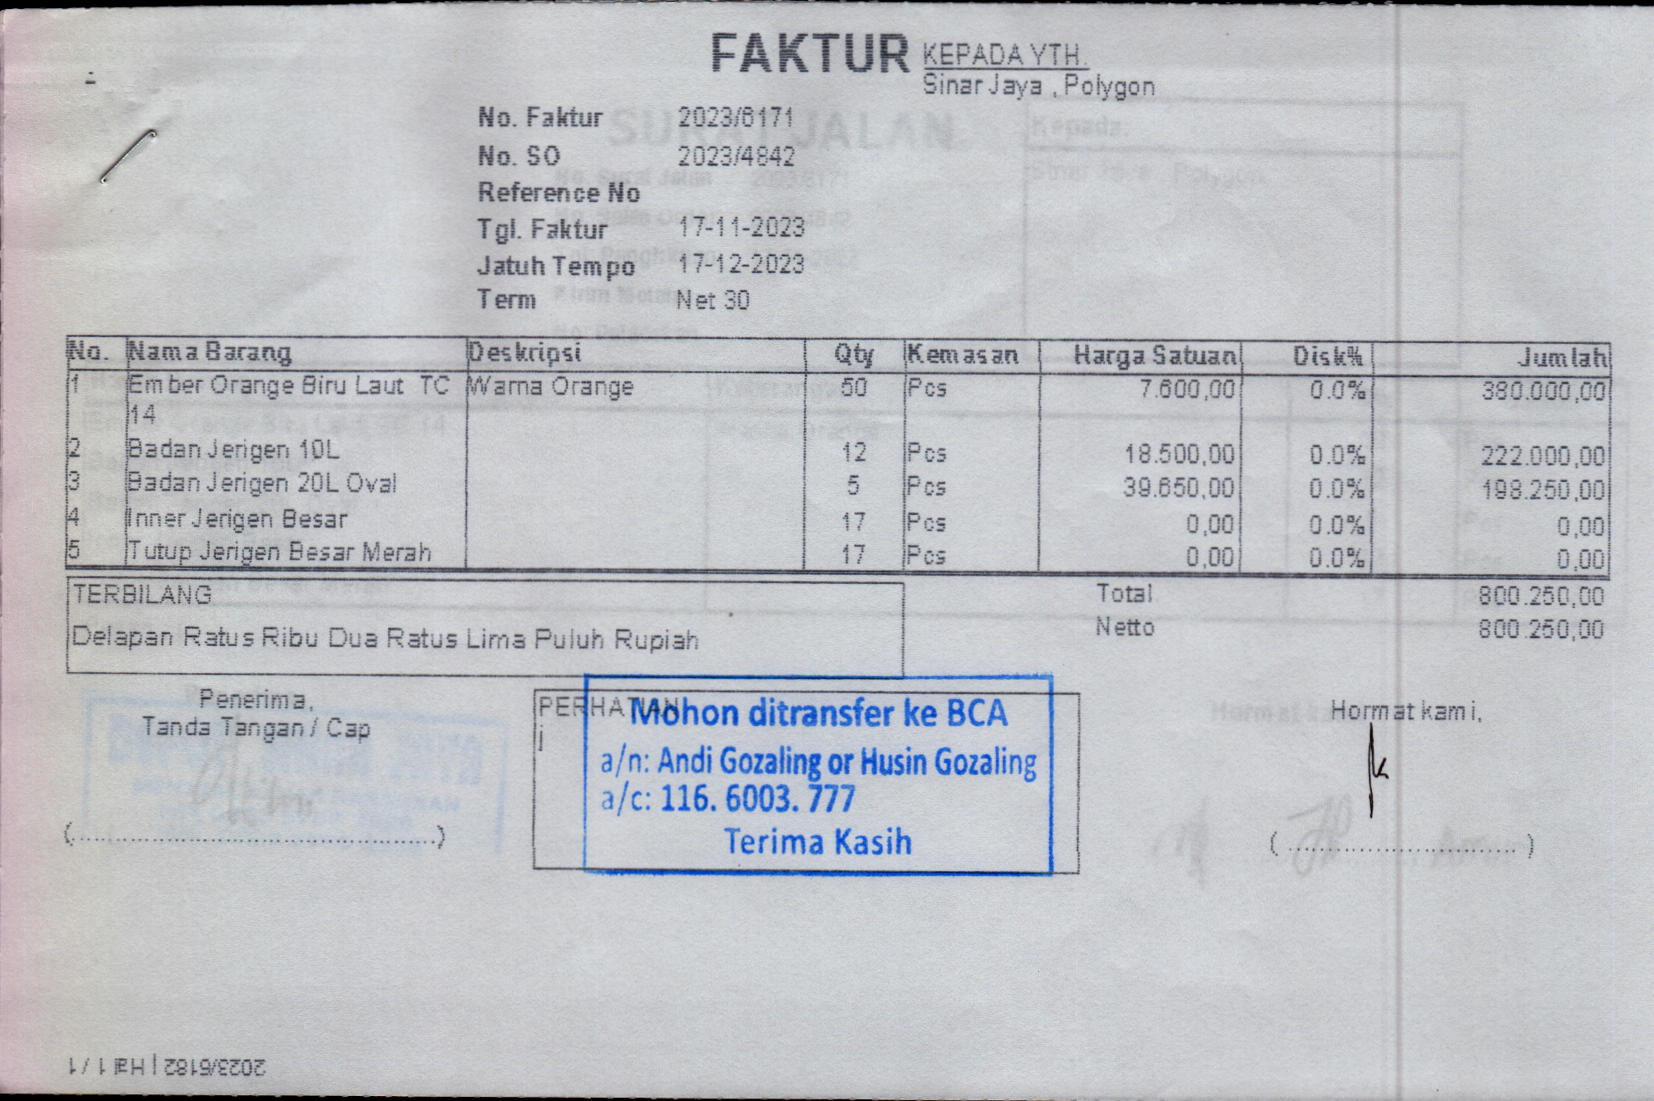 FAKTUR
KEPADA YTH.
Sinar Jaya , Polygon
No. Faktur 2023/6171
No. SO 2023/4842
Reference No
Tgl. Faktur 17-11-2023
Jatuh Tempo 17-12-2023
Term Net 30
No. Nama Barang Deskripsi Qty Kemasan Harga Satuan Disk% Jumlah
1 Ember Orange Biru Laut TC Warna Orange 50 Pcs 7.600,00 0.0% 380.000,00
14
2 Badan Jerigen 10L 12 Pcs 18.500,00 0.0% 222.000,00
3 Badan Jerigen 20L Oval 5 Pcs 39.650,00 0.0% 198.250,00
4 Inner Jerigen Besar 17 Pcs 0,00 0.0% 0,00
5 Tutup Jerigen Besar Merah 17 Pcs 0,00 0.0% 0,00
TERBILANG Total 800.250,00
Delapan Ratus Ribu Dua Ratus Lima Puluh Rupiah Netto 800.250,00
Penerima,
Tanda Tangan / Cap
(...........................................)
PERHATIAN
Mohon ditransfer ke BCA
a/n: Andi Gozaling or Husin Gozaling
a/c: 116. 6003. 777
Terima Kasih
Hormat kami,
(............................)
2023/6182 | Hal 1 / 1